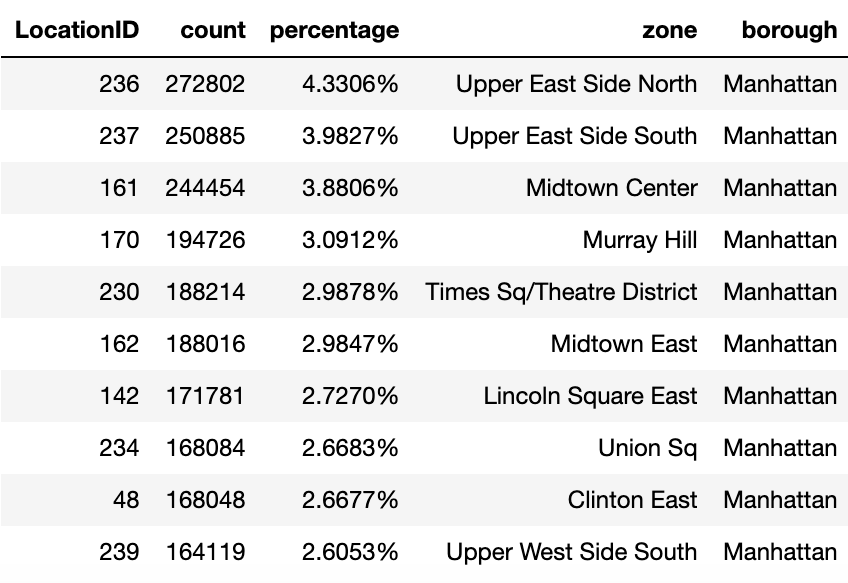 LocationID count percentage zone borough
236 272802 4.3306% Upper East Side North Manhattan
237 250885 3.9827% Upper East Side South Manhattan
161 244454 3.8806% Midtown Center Manhattan
170 194726 3.0912% Murray Hill Manhattan
230 188214 2.9878% Times Sq/Theatre District Manhattan
162 188016 2.9847% Midtown East Manhattan
142 171781 2.7270% Lincoln Square East Manhattan
234 168084 2.6683% Union Sq Manhattan
48 168048 2.6677% Clinton East Manhattan
239 164119 2.6053% Upper West Side South Manhattan